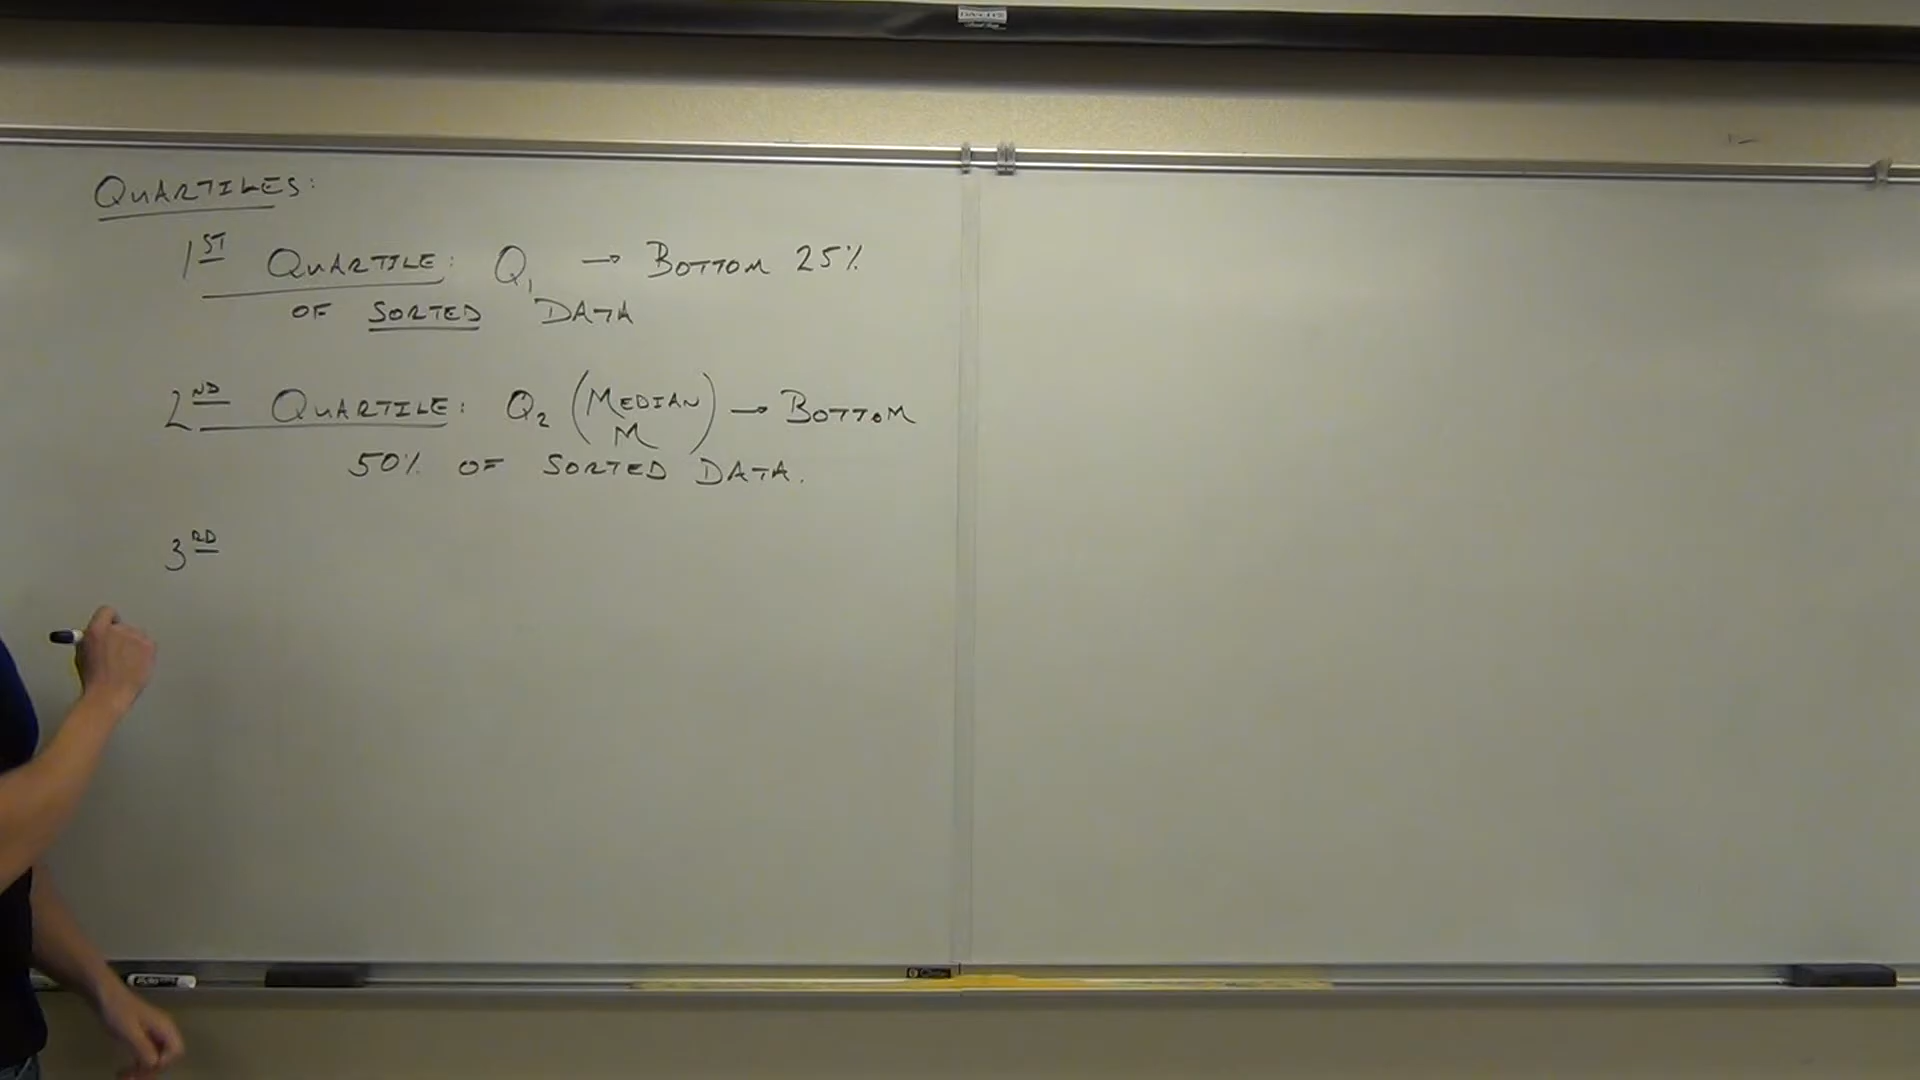 QUARTILES:
1ST QUARTILE: Q1 → BOTTOM 25%
OF SORTED DATA
2ND QUARTILE: Q2 (MEDIAN M) → BOTTOM
50% OF SORTED DATA.
3RD